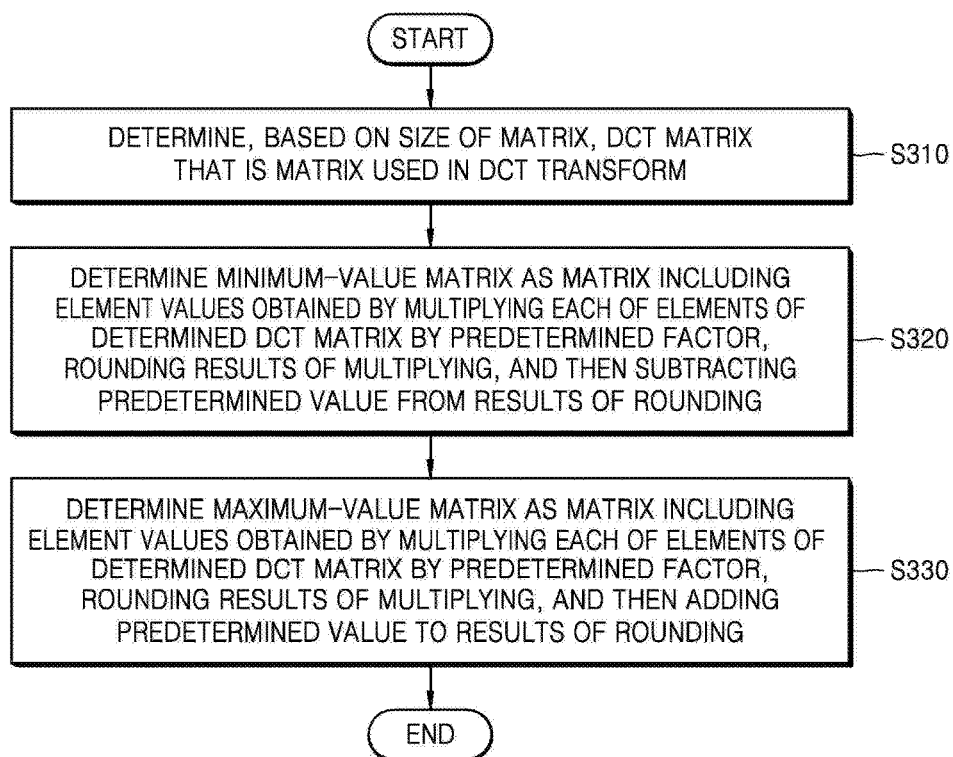 START
DETERMINE, BASED ON SIZE OF MATRIX, DCT MATRIX
THAT IS MATRIX USED IN DCT TRANSFORM
S310
DETERMINE MINIMUM-VALUE MATRIX AS MATRIX INCLUDING
ELEMENT VALUES OBTAINED BY MULTIPLYING EACH OF ELEMENTS OF
DETERMINED DCT MATRIX BY PREDETERMINED FACTOR,
ROUNDING RESULTS OF MULTIPLYING, AND THEN SUBTRACTING
PREDETERMINED VALUE FROM RESULTS OF ROUNDING
S320
DETERMINE MAXIMUM-VALUE MATRIX AS MATRIX INCLUDING
ELEMENT VALUES OBTAINED BY MULTIPLYING EACH OF ELEMENTS OF
DETERMINED DCT MATRIX BY PREDETERMINED FACTOR,
ROUNDING RESULTS OF MULTIPLYING, AND THEN ADDING
PREDETERMINED VALUE TO RESULTS OF ROUNDING
S330
END